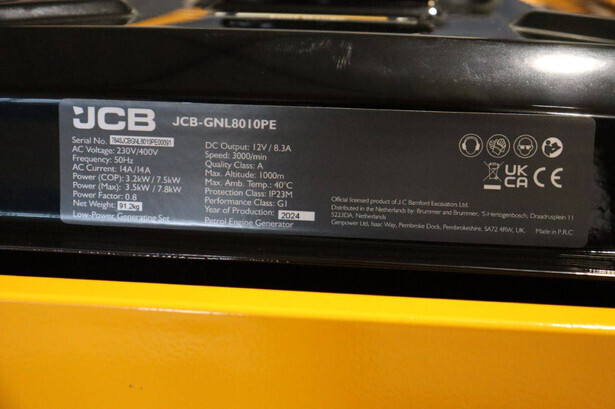 JCB
JCB-GNL8010PE
Serial No. 7840JCBGNL8010PE00091
AC Voltage: 230V/400V
Frequency: 50Hz
AC Current: 14A/14A
Power (COP): 3.2kW / 7.5kW
Power (Max): 3.5kW / 7.8kW
Power Factor: 0.8
Net Weight: 91.2kg
Low-Power Generating Set
DC Output: 12V / 8.3A
Speed: 3000/min
Quality Class: A
Max. Altitude: 1000m
Max. Amb. Temp.: 40°C
Protection Class: IP23M
Performance Class: G1
Year of Production: 2024
Petrol Engine Generator
UK
CA CE
Official licensed product of J.C Bamford Excavators Ltd.
Distributed in the Netherlands by: Brummer and Brummer, 'S-Hertogenbosch, Draadrusplein 11
5223DA, Netherlands
Genpower Ltd, Isaac Way, Pembroke Dock, Pembrokeshire, SA72 4RW, UK.
Made in P.R.C